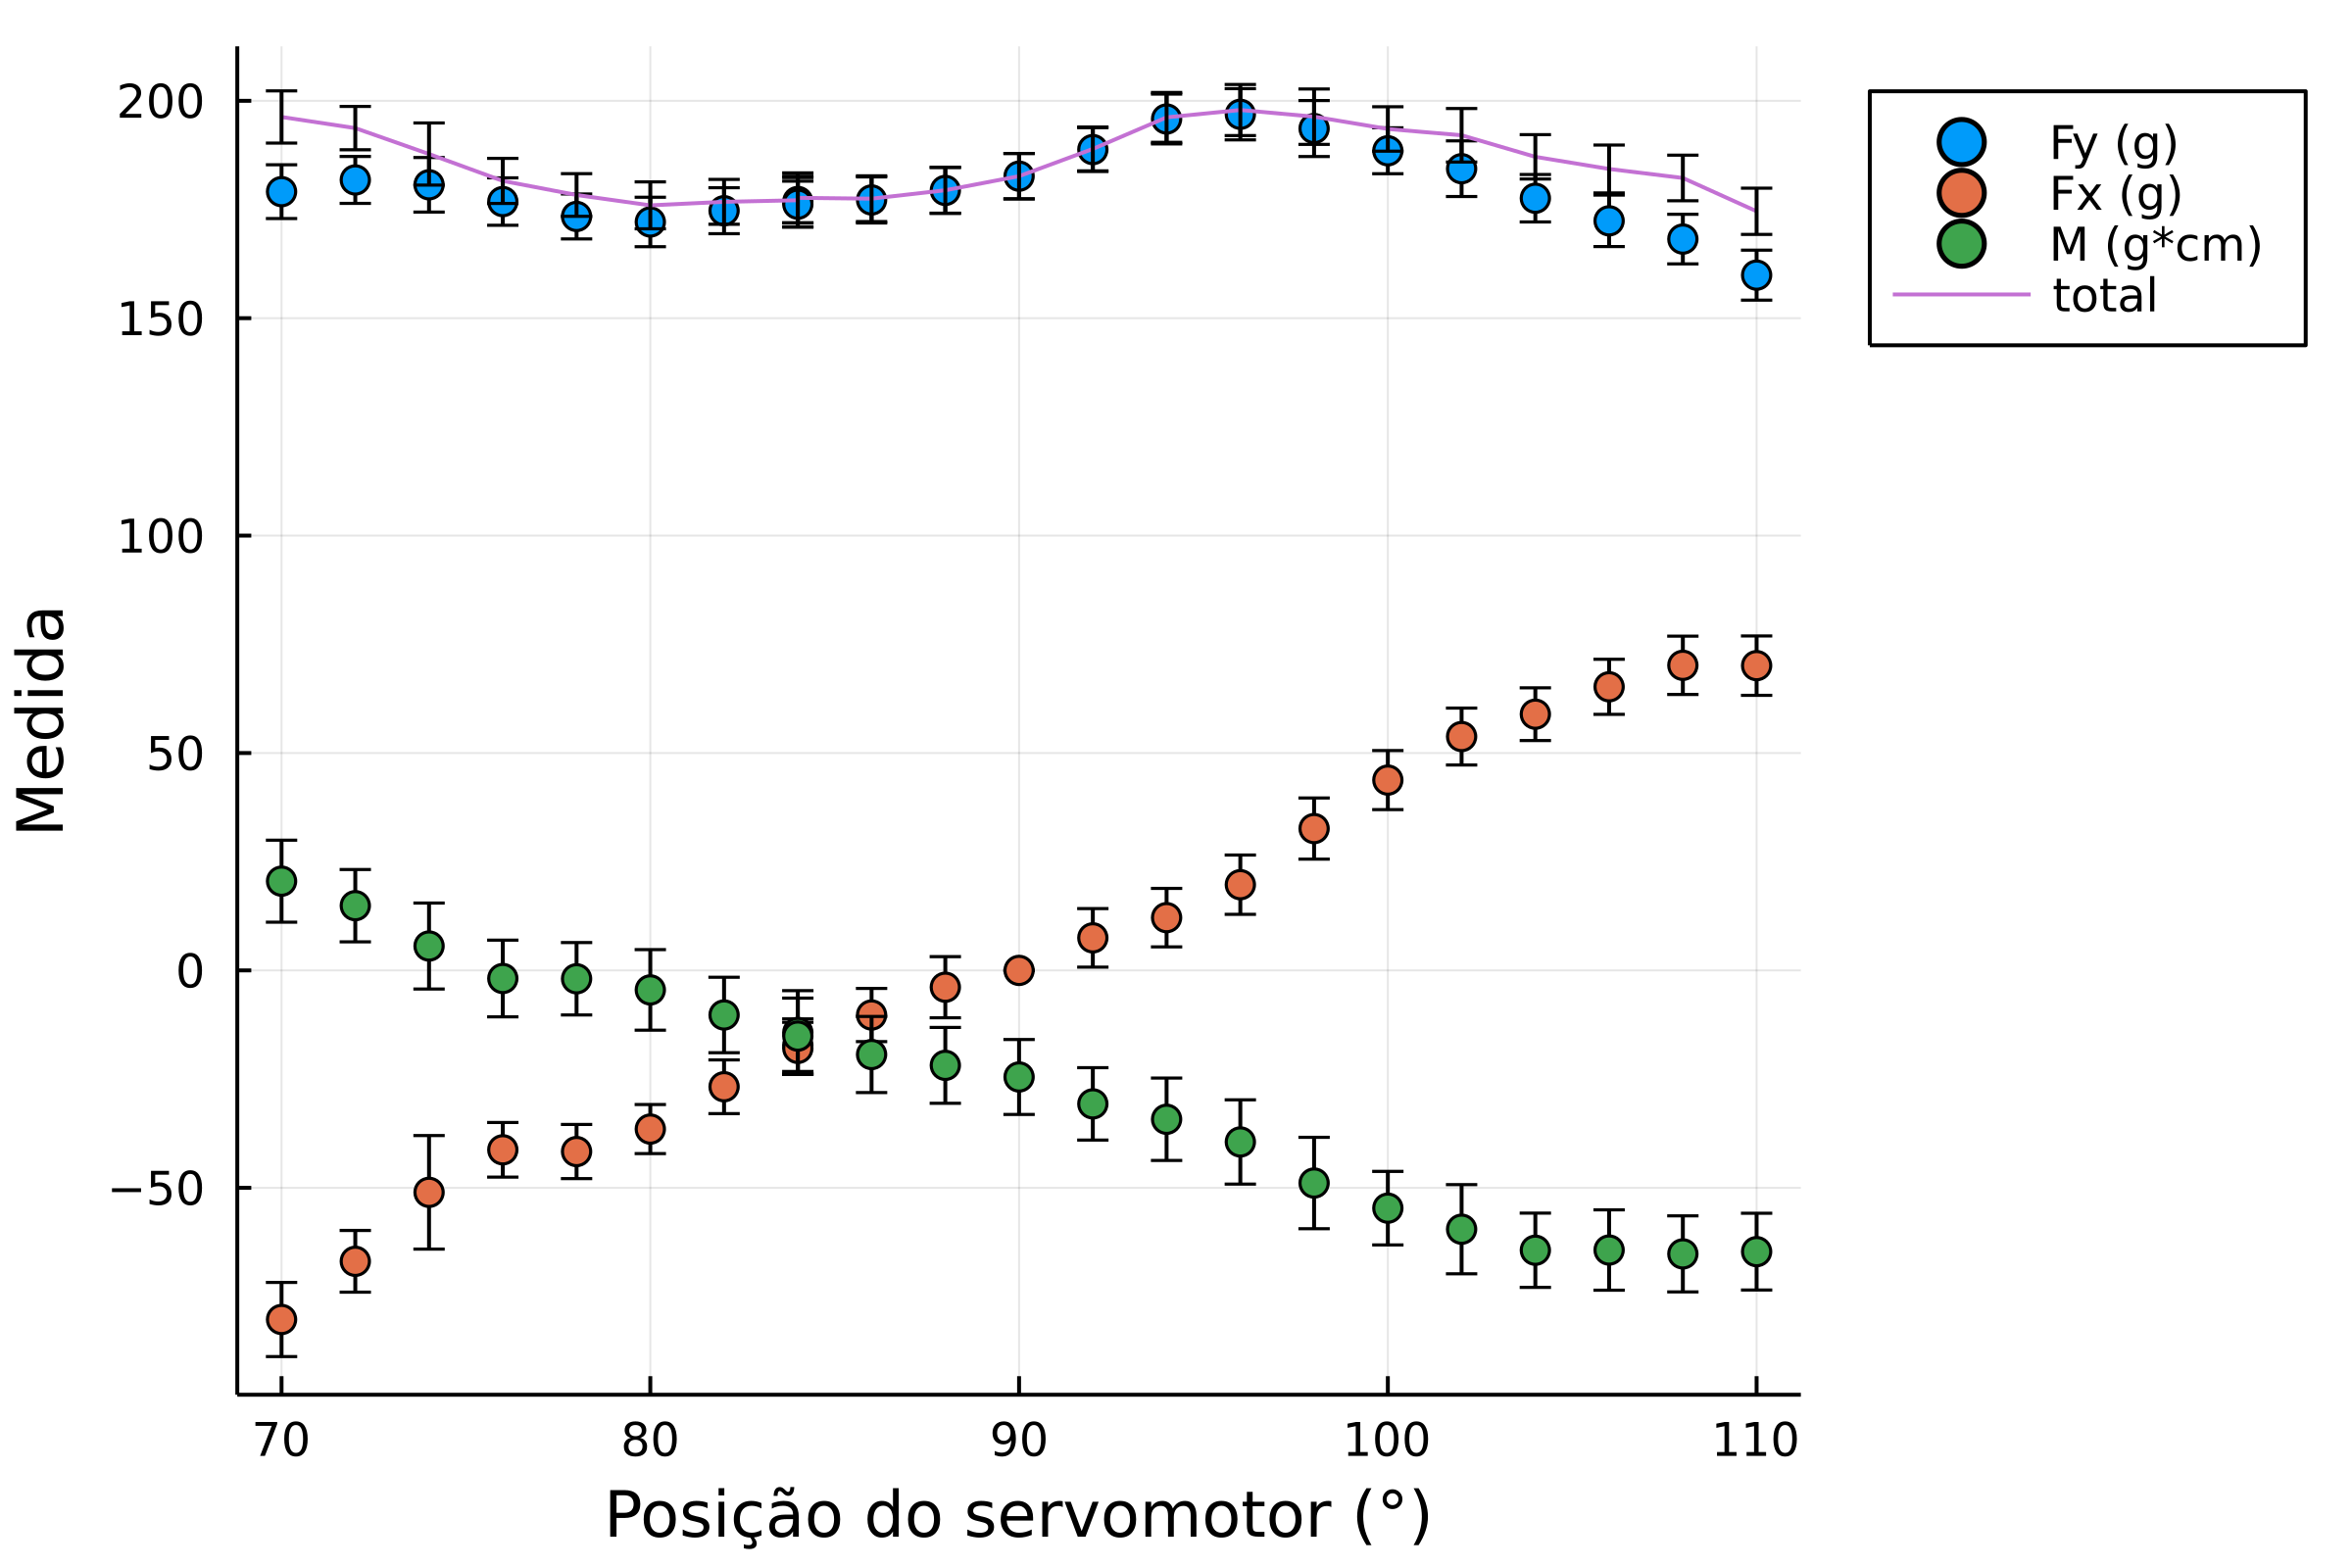 Medida
200
150
100
50
0
−50
70 80 90 100 110
Posição do servomotor (°)
Fy (g)
Fx (g)
M (g*cm)
total